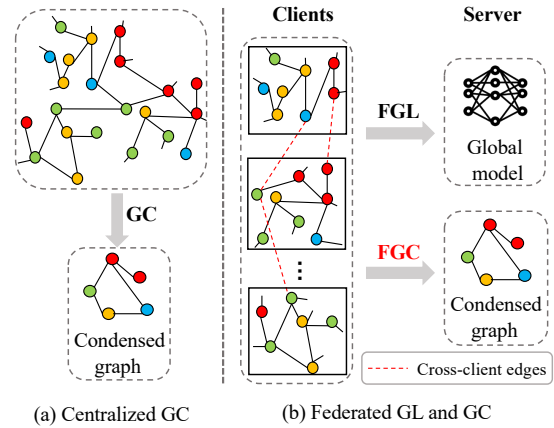 Clients
Server
GC
Condensed
graph
FGL
Global
model
FGC
Condensed
graph
Cross-client edges
(a) Centralized GC
(b) Federated GL and GC